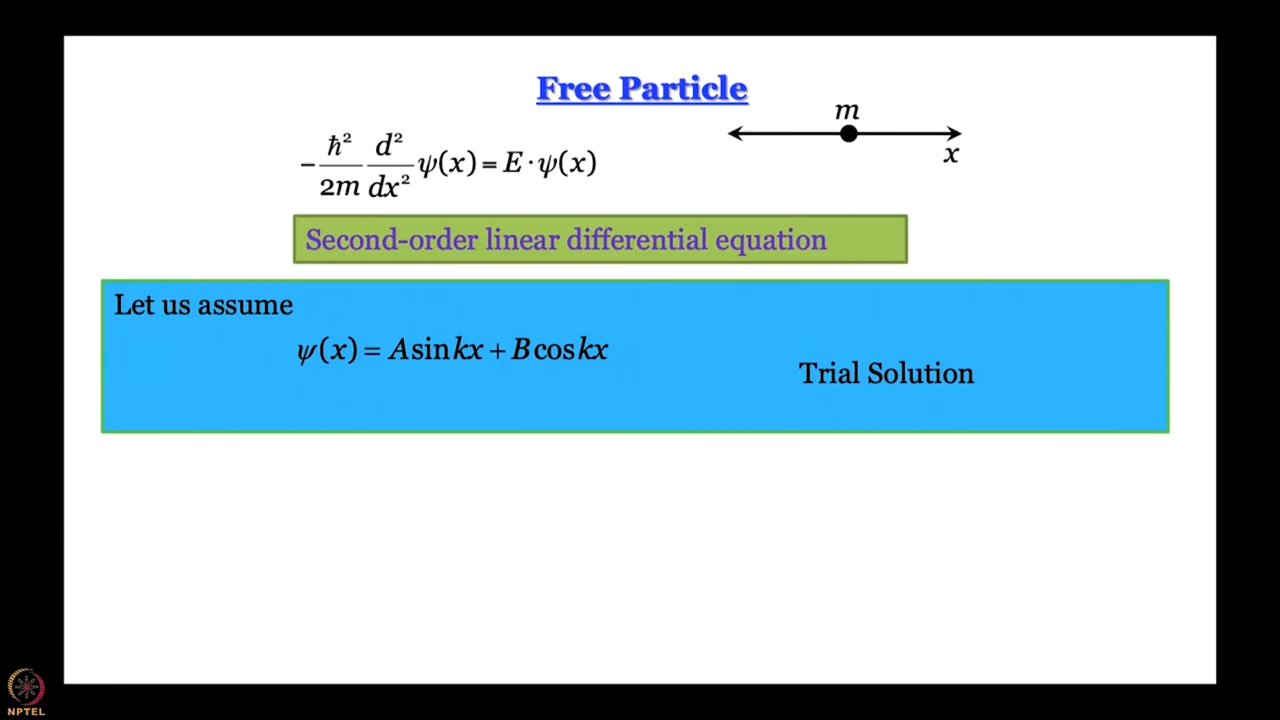 Free Particle
m
-ħ²/2m d²/dx² ψ(x) = E · ψ(x)
x
Second-order linear differential equation
Let us assume
ψ(x) = A sin kx + B cos kx
Trial Solution
NPTEL